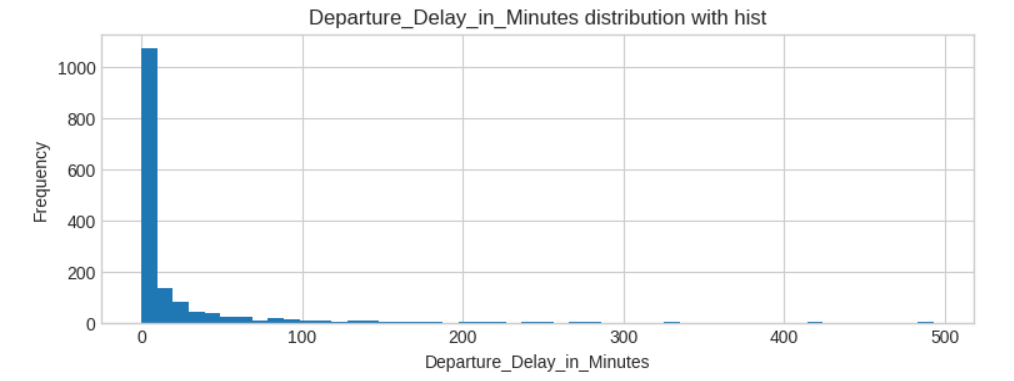 Departure_Delay_in_Minutes distribution with hist
1000
800
600
400
200
0
Frequency
0 100 200 300 400 500
Departure_Delay_in_Minutes